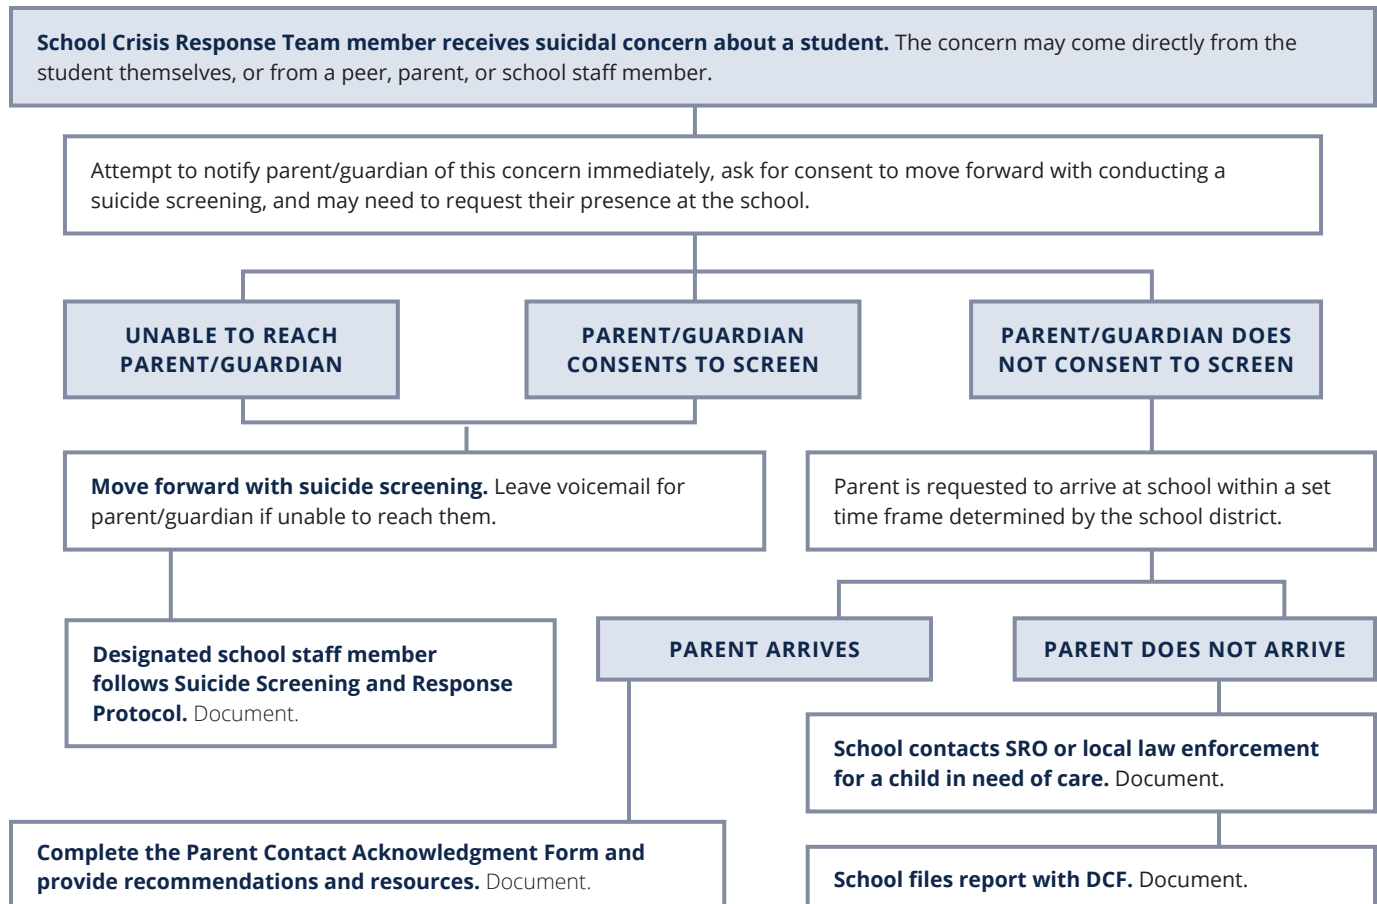 School Crisis Response Team member receives suicidal concern about a student. The concern may come directly from the
student themselves, or from a peer, parent, or school staff member.
Attempt to notify parent/guardian of this concern immediately, ask for consent to move forward with conducting a
suicide screening, and may need to request their presence at the school.
UNABLE TO REACH
PARENT/GUARDIAN
PARENT/GUARDIAN
CONSENTS TO SCREEN
PARENT/GUARDIAN DOES
NOT CONSENT TO SCREEN
Move forward with suicide screening. Leave voicemail for
parent/guardian if unable to reach them.
Parent is requested to arrive at school within a set
time frame determined by the school district.
Designated school staff member
follows Suicide Screening and Response
Protocol. Document.
PARENT ARRIVES
PARENT DOES NOT ARRIVE
School contacts SRO or local law enforcement
for a child in need of care. Document.
Complete the Parent Contact Acknowledgment Form and
provide recommendations and resources. Document.
School files report with DCF. Document.